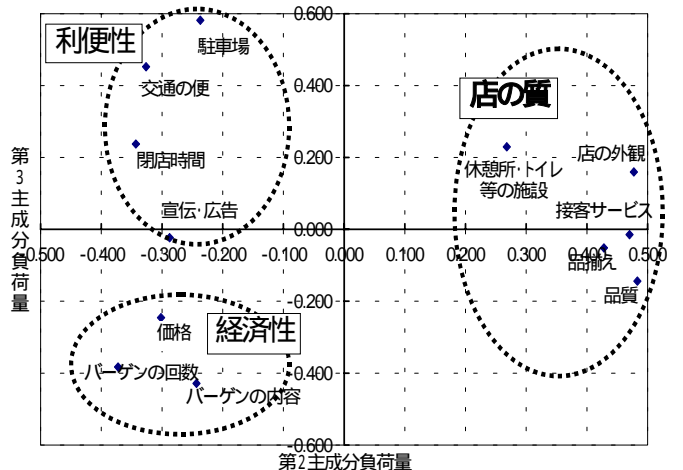 0.600
利便性
駐車場
0.400
交通の便
店の質
第3主成分負荷量
0.200
閉店時間
休憩所・トイレ
等の施設
店の外観
宣伝・広告
接客サービス
0.000
0.500 -0.400 -0.300 -0.200 -0.100 0.000 0.100 0.200 0.300 0.400 0.500
品揃え
品質
-0.200
価格
経済性
バーゲンの回数
-0.400
バーゲンの内容
-0.600
第2主成分負荷量